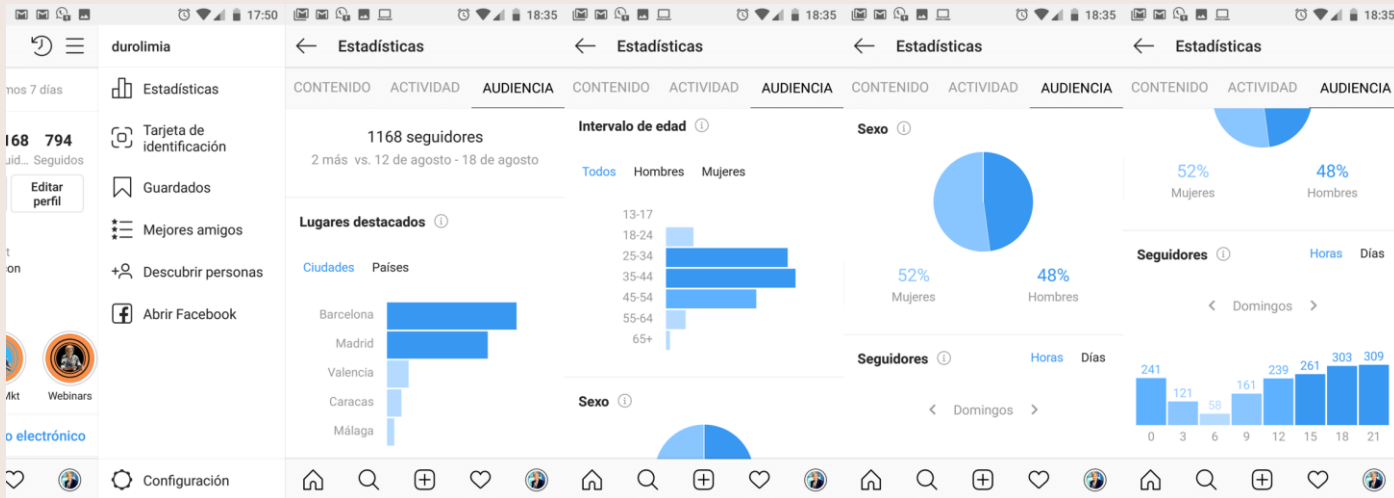 17:50
mos 7 días
168 794
uid... Seguidos
Editar
perfil
t
on
Mkt Webinars
o electrónico
durolimia
Estadísticas
Tarjeta de
identificación
Guardados
Mejores amigos
Descubrir personas
Abrir Facebook
Configuración
18:35
Estadísticas
CONTENIDO ACTIVIDAD AUDIENCIA
1168 seguidores
2 más vs. 12 de agosto - 18 de agosto
Lugares destacados
Ciudades Países
Barcelona
Madrid
Valencia
Caracas
Málaga
18:35
Estadísticas
CONTENIDO ACTIVIDAD AUDIENCIA
Intervalo de edad
Todos Hombres Mujeres
13-17
18-24
25-34
35-44
45-54
55-64
65+
Sexo
18:35
Estadísticas
CONTENIDO ACTIVIDAD AUDIENCIA
Sexo
52% 48%
Mujeres Hombres
Seguidores Horas Días
Domingos
18:35
Estadísticas
CONTENIDO ACTIVIDAD AUDIENCIA
52% 48%
Mujeres Hombres
Seguidores Horas Días
Domingos
241 121 58 161 239 261 303 309
0 3 6 9 12 15 18 21